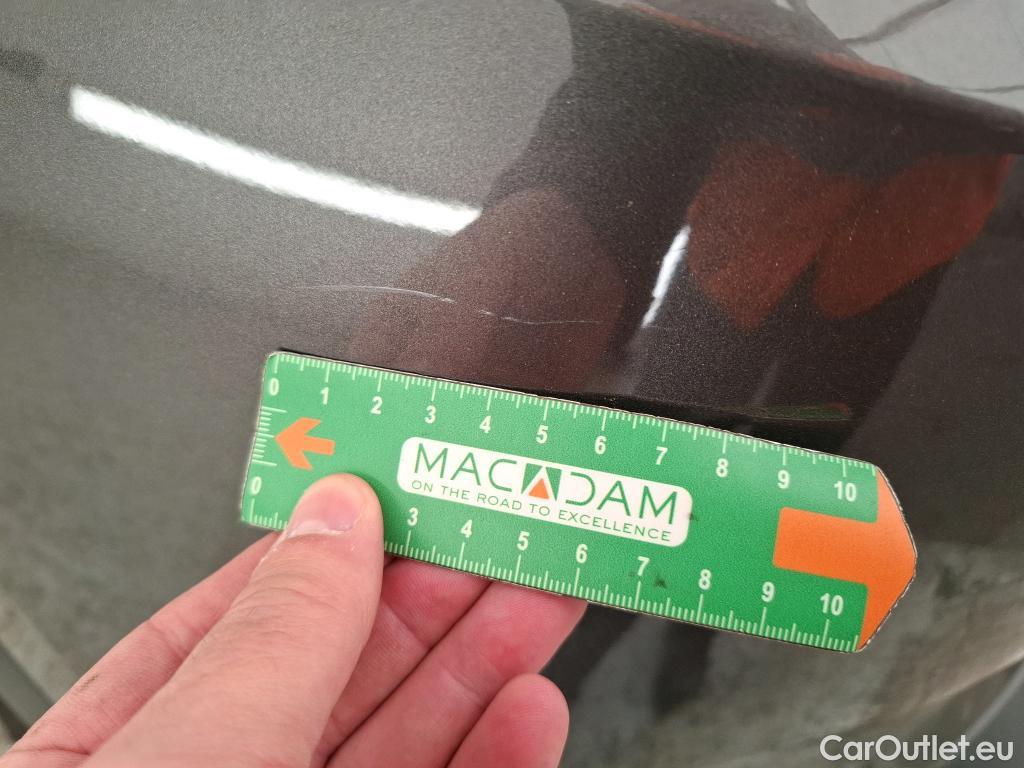 0 1 2 3 4 5 6 7 8 9 10
MACADAM
ON THE ROAD TO EXCELLENCE
0 3 4 5 6 7 8 9 10
CarOutlet.eu